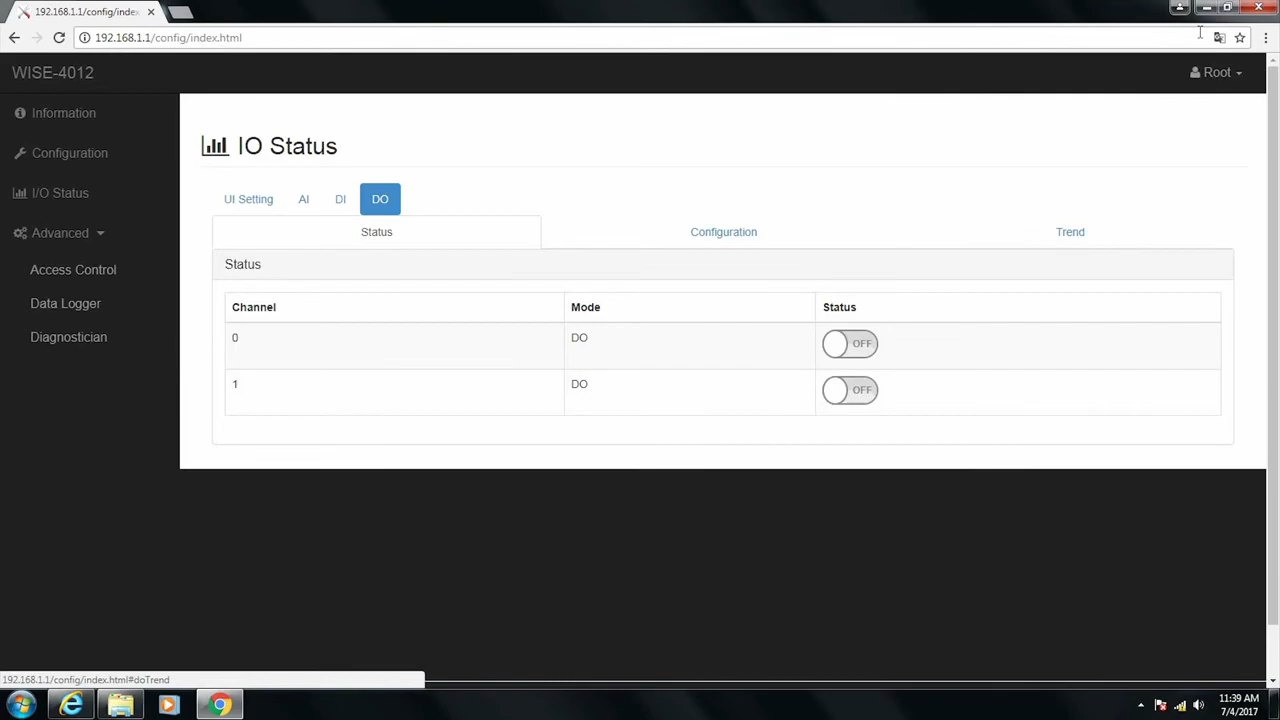 192.168.1.1/config/index
192.168.1.1/config/index.html
WISE-4012
Root
Information
Configuration
I/O Status
Advanced
Access Control
Data Logger
Diagnostician
IO Status
UI Setting AI DI DO
Status Configuration Trend
Status
Channel Mode Status
0 DO OFF
1 DO OFF
192.168.1.1/config/index.html#doTrend
11:39 AM
7/4/2017